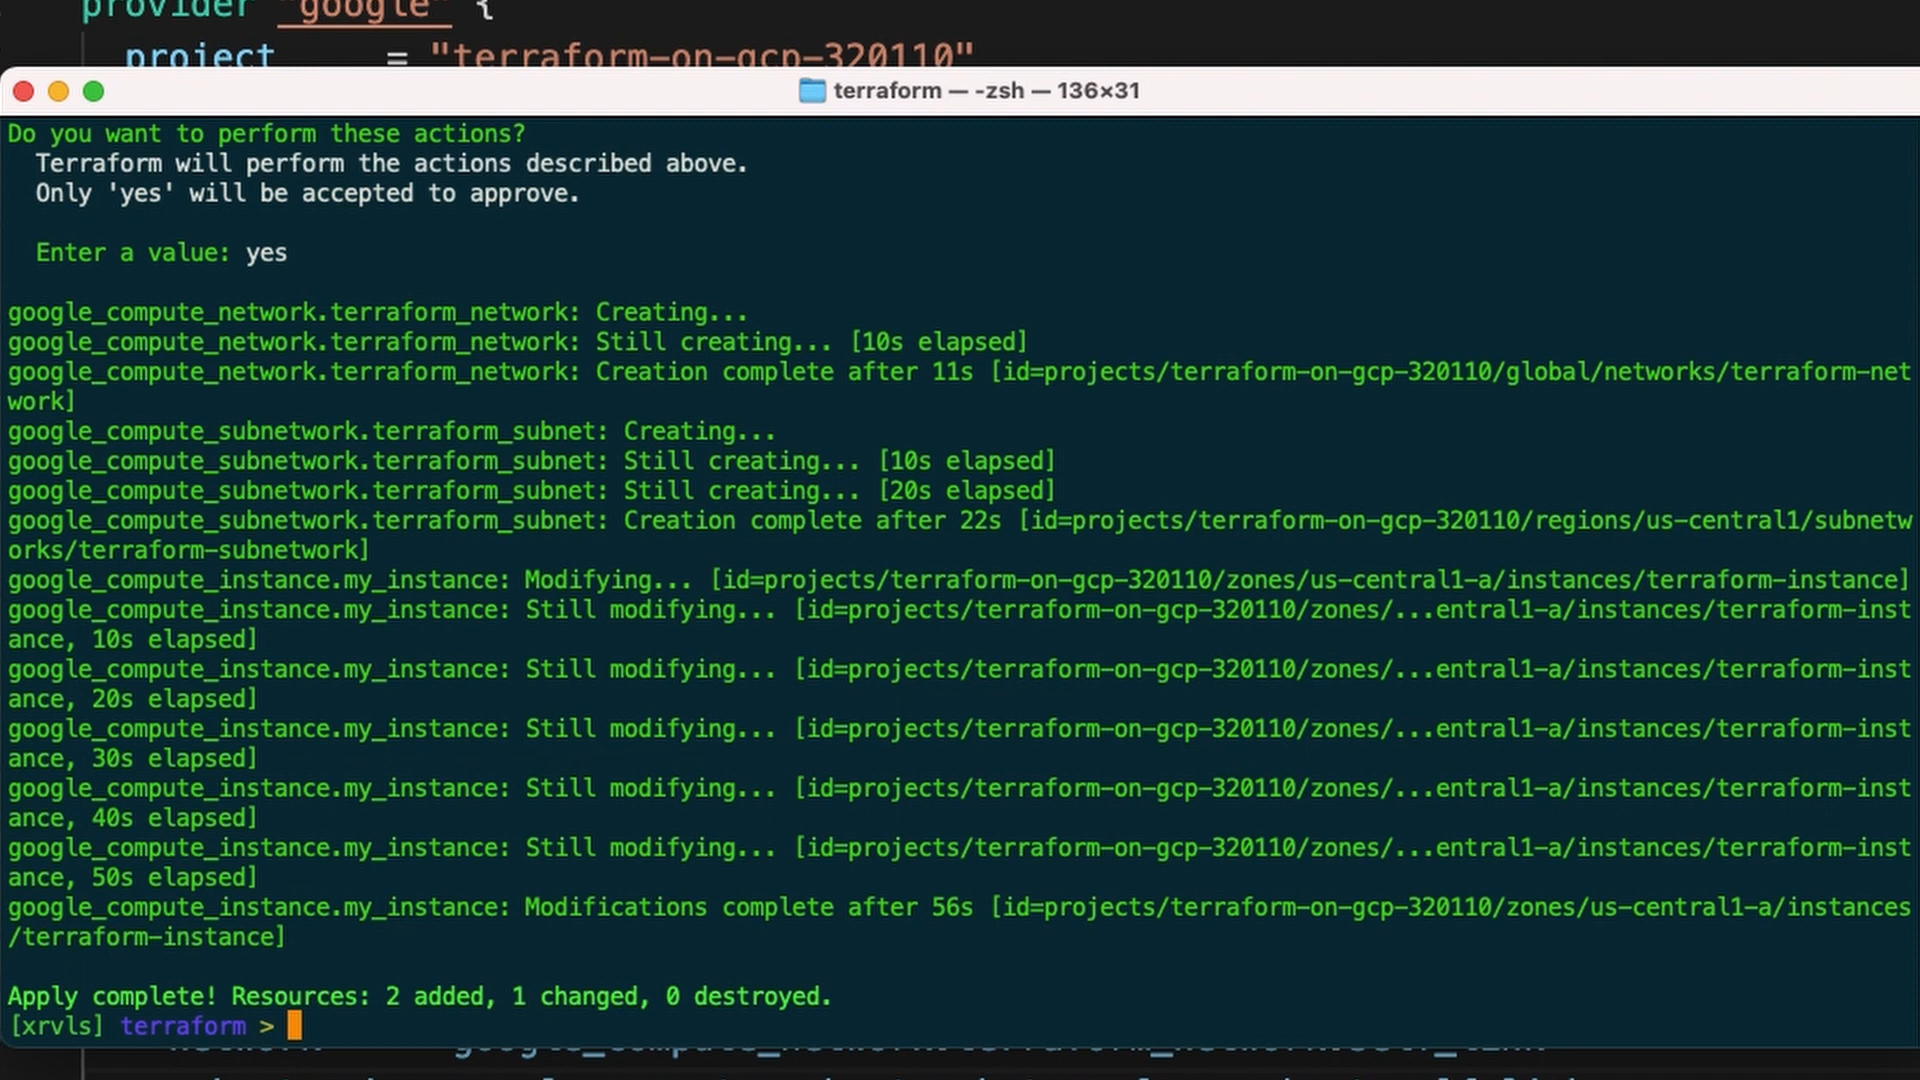 provider "google" {
project = "terraform-on-gcp-320110"
terraform — -zsh — 136×31
Do you want to perform these actions?
Terraform will perform the actions described above.
Only 'yes' will be accepted to approve.
Enter a value: yes
google_compute_network.terraform_network: Creating...
google_compute_network.terraform_network: Still creating... [10s elapsed]
google_compute_network.terraform_network: Creation complete after 11s [id=projects/terraform-on-gcp-320110/global/networks/terraform-net
work]
google_compute_subnetwork.terraform_subnet: Creating...
google_compute_subnetwork.terraform_subnet: Still creating... [10s elapsed]
google_compute_subnetwork.terraform_subnet: Still creating... [20s elapsed]
google_compute_subnetwork.terraform_subnet: Creation complete after 22s [id=projects/terraform-on-gcp-320110/regions/us-central1/subnetw
orks/terraform-subnetwork]
google_compute_instance.my_instance: Modifying... [id=projects/terraform-on-gcp-320110/zones/us-central1-a/instances/terraform-instance]
google_compute_instance.my_instance: Still modifying... [id=projects/terraform-on-gcp-320110/zones/...entral1-a/instances/terraform-inst
ance, 10s elapsed]
google_compute_instance.my_instance: Still modifying... [id=projects/terraform-on-gcp-320110/zones/...entral1-a/instances/terraform-inst
ance, 20s elapsed]
google_compute_instance.my_instance: Still modifying... [id=projects/terraform-on-gcp-320110/zones/...entral1-a/instances/terraform-inst
ance, 30s elapsed]
google_compute_instance.my_instance: Still modifying... [id=projects/terraform-on-gcp-320110/zones/...entral1-a/instances/terraform-inst
ance, 40s elapsed]
google_compute_instance.my_instance: Still modifying... [id=projects/terraform-on-gcp-320110/zones/...entral1-a/instances/terraform-inst
ance, 50s elapsed]
google_compute_instance.my_instance: Modifications complete after 56s [id=projects/terraform-on-gcp-320110/zones/us-central1-a/instances
/terraform-instance]
Apply complete! Resources: 2 added, 1 changed, 0 destroyed.
[xrvls] terraform >